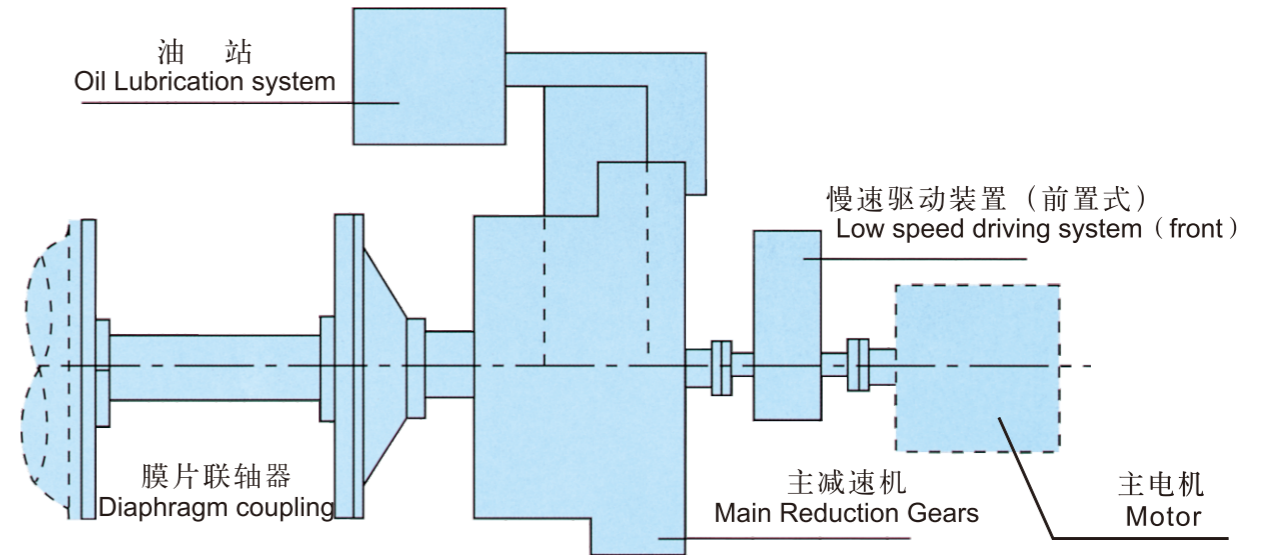 油 站
Oil Lubrication system
慢速驱动装置（前置式）
Low speed driving system（front）
膜片联轴器
Diaphragm coupling
主减速机
Main Reduction Gears
主电机
Motor